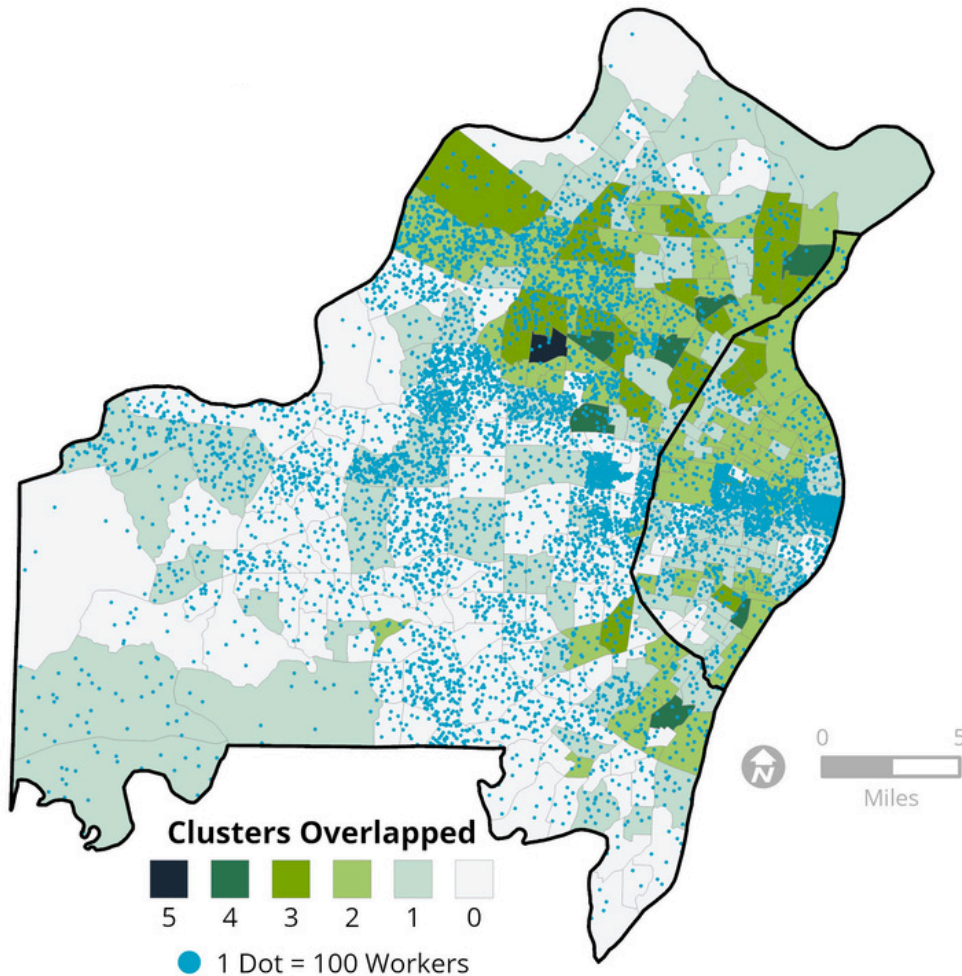 N
0 5
Miles
Clusters Overlapped
5 4 3 2 1 0
1 Dot = 100 Workers